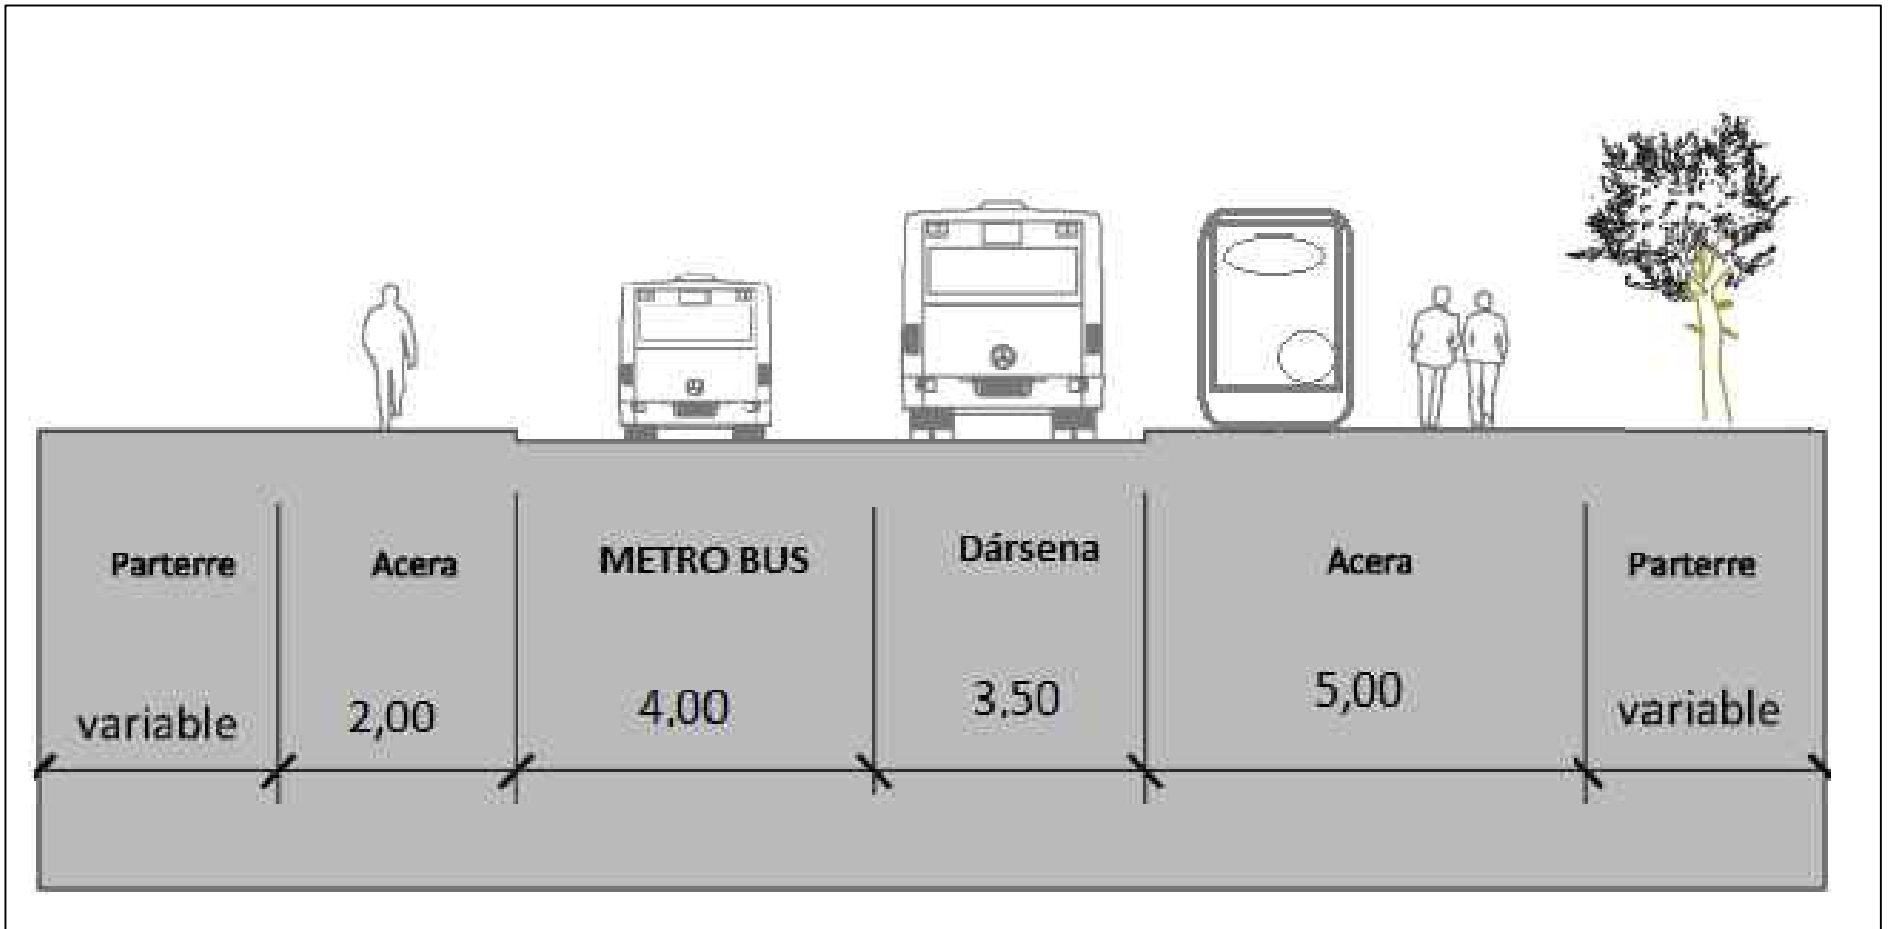 Parterre
Acera
METRO BUS
Dársena
Acera
Parterre
variable
2,00
4,00
3,50
5,00
variable